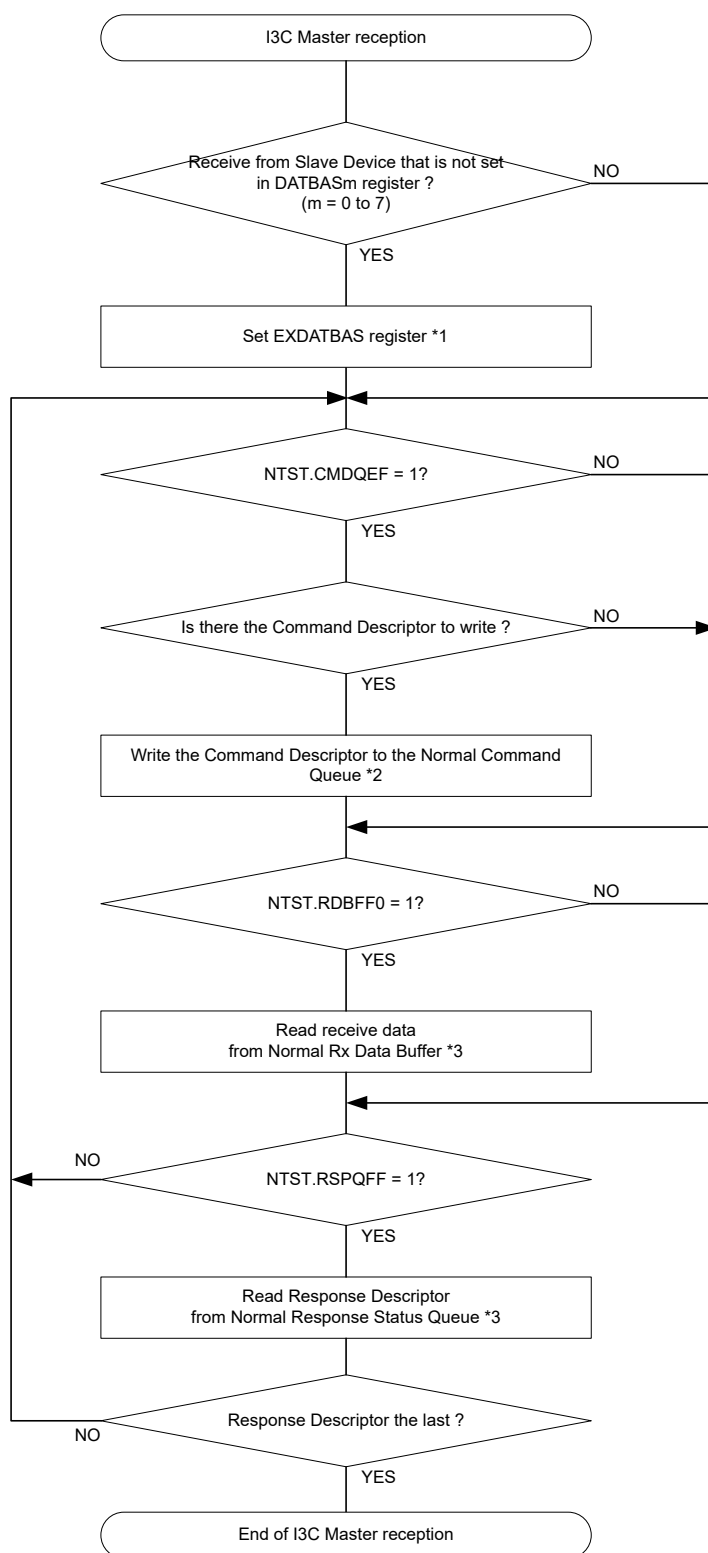 I3C Master reception
Receive from Slave Device that is not set
in DATBASm register ?
(m = 0 to 7)
NO
YES
Set EXDATBAS register *1
NTST.CMDQEF = 1?
NO
YES
Is there the Command Descriptor to write ?
NO
YES
Write the Command Descriptor to the Normal Command
Queue *2
NTST.RDBFF0 = 1?
NO
YES
Read receive data
from Normal Rx Data Buffer *3
NO
NTST.RSPQFF = 1?
YES
Read Response Descriptor
from Normal Response Status Queue *3
Response Descriptor the last ?
NO
YES
End of I3C Master reception